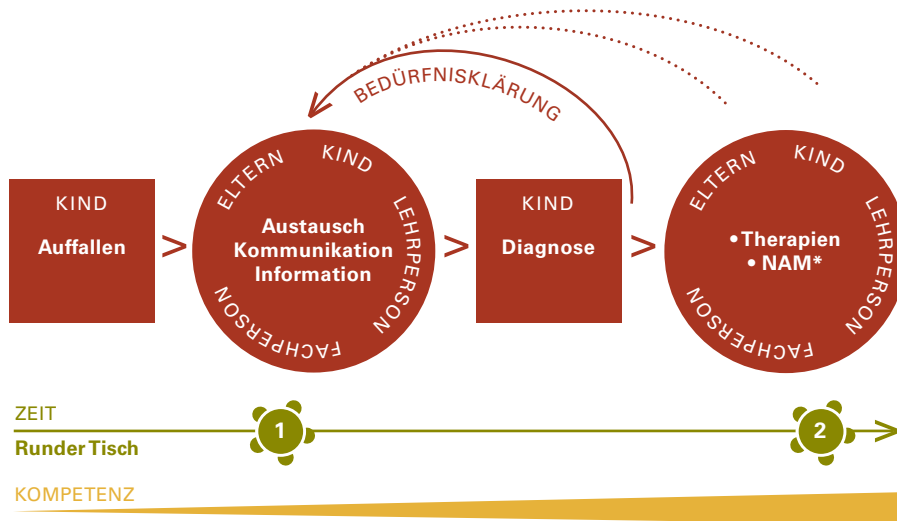 BEDÜRFNISKLÄRUNG
KIND
Auffallen
>
ELTERN KIND LEHRPERSON FACHPERSON
Austausch
Kommunikation
Information
>
KIND
Diagnose
>
ELTERN KIND LEHRPERSON FACHPERSON
• Therapien
• NAM*
ZEIT
1
2
Runder Tisch
KOMPETENZ